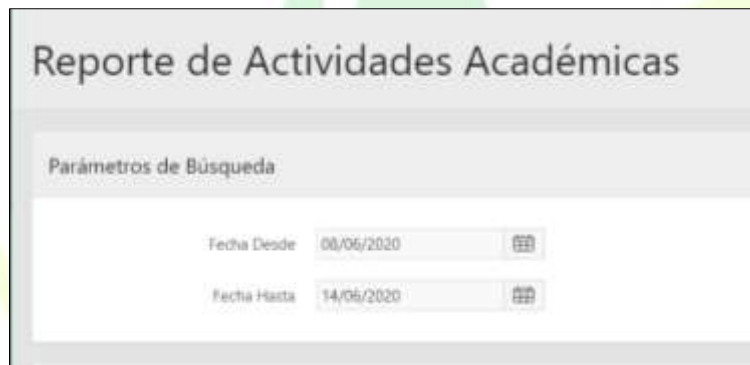 Reporte de Actividades Académicas
Parámetros de Búsqueda
Fecha Desde 08/06/2020
Fecha Hasta 14/06/2020